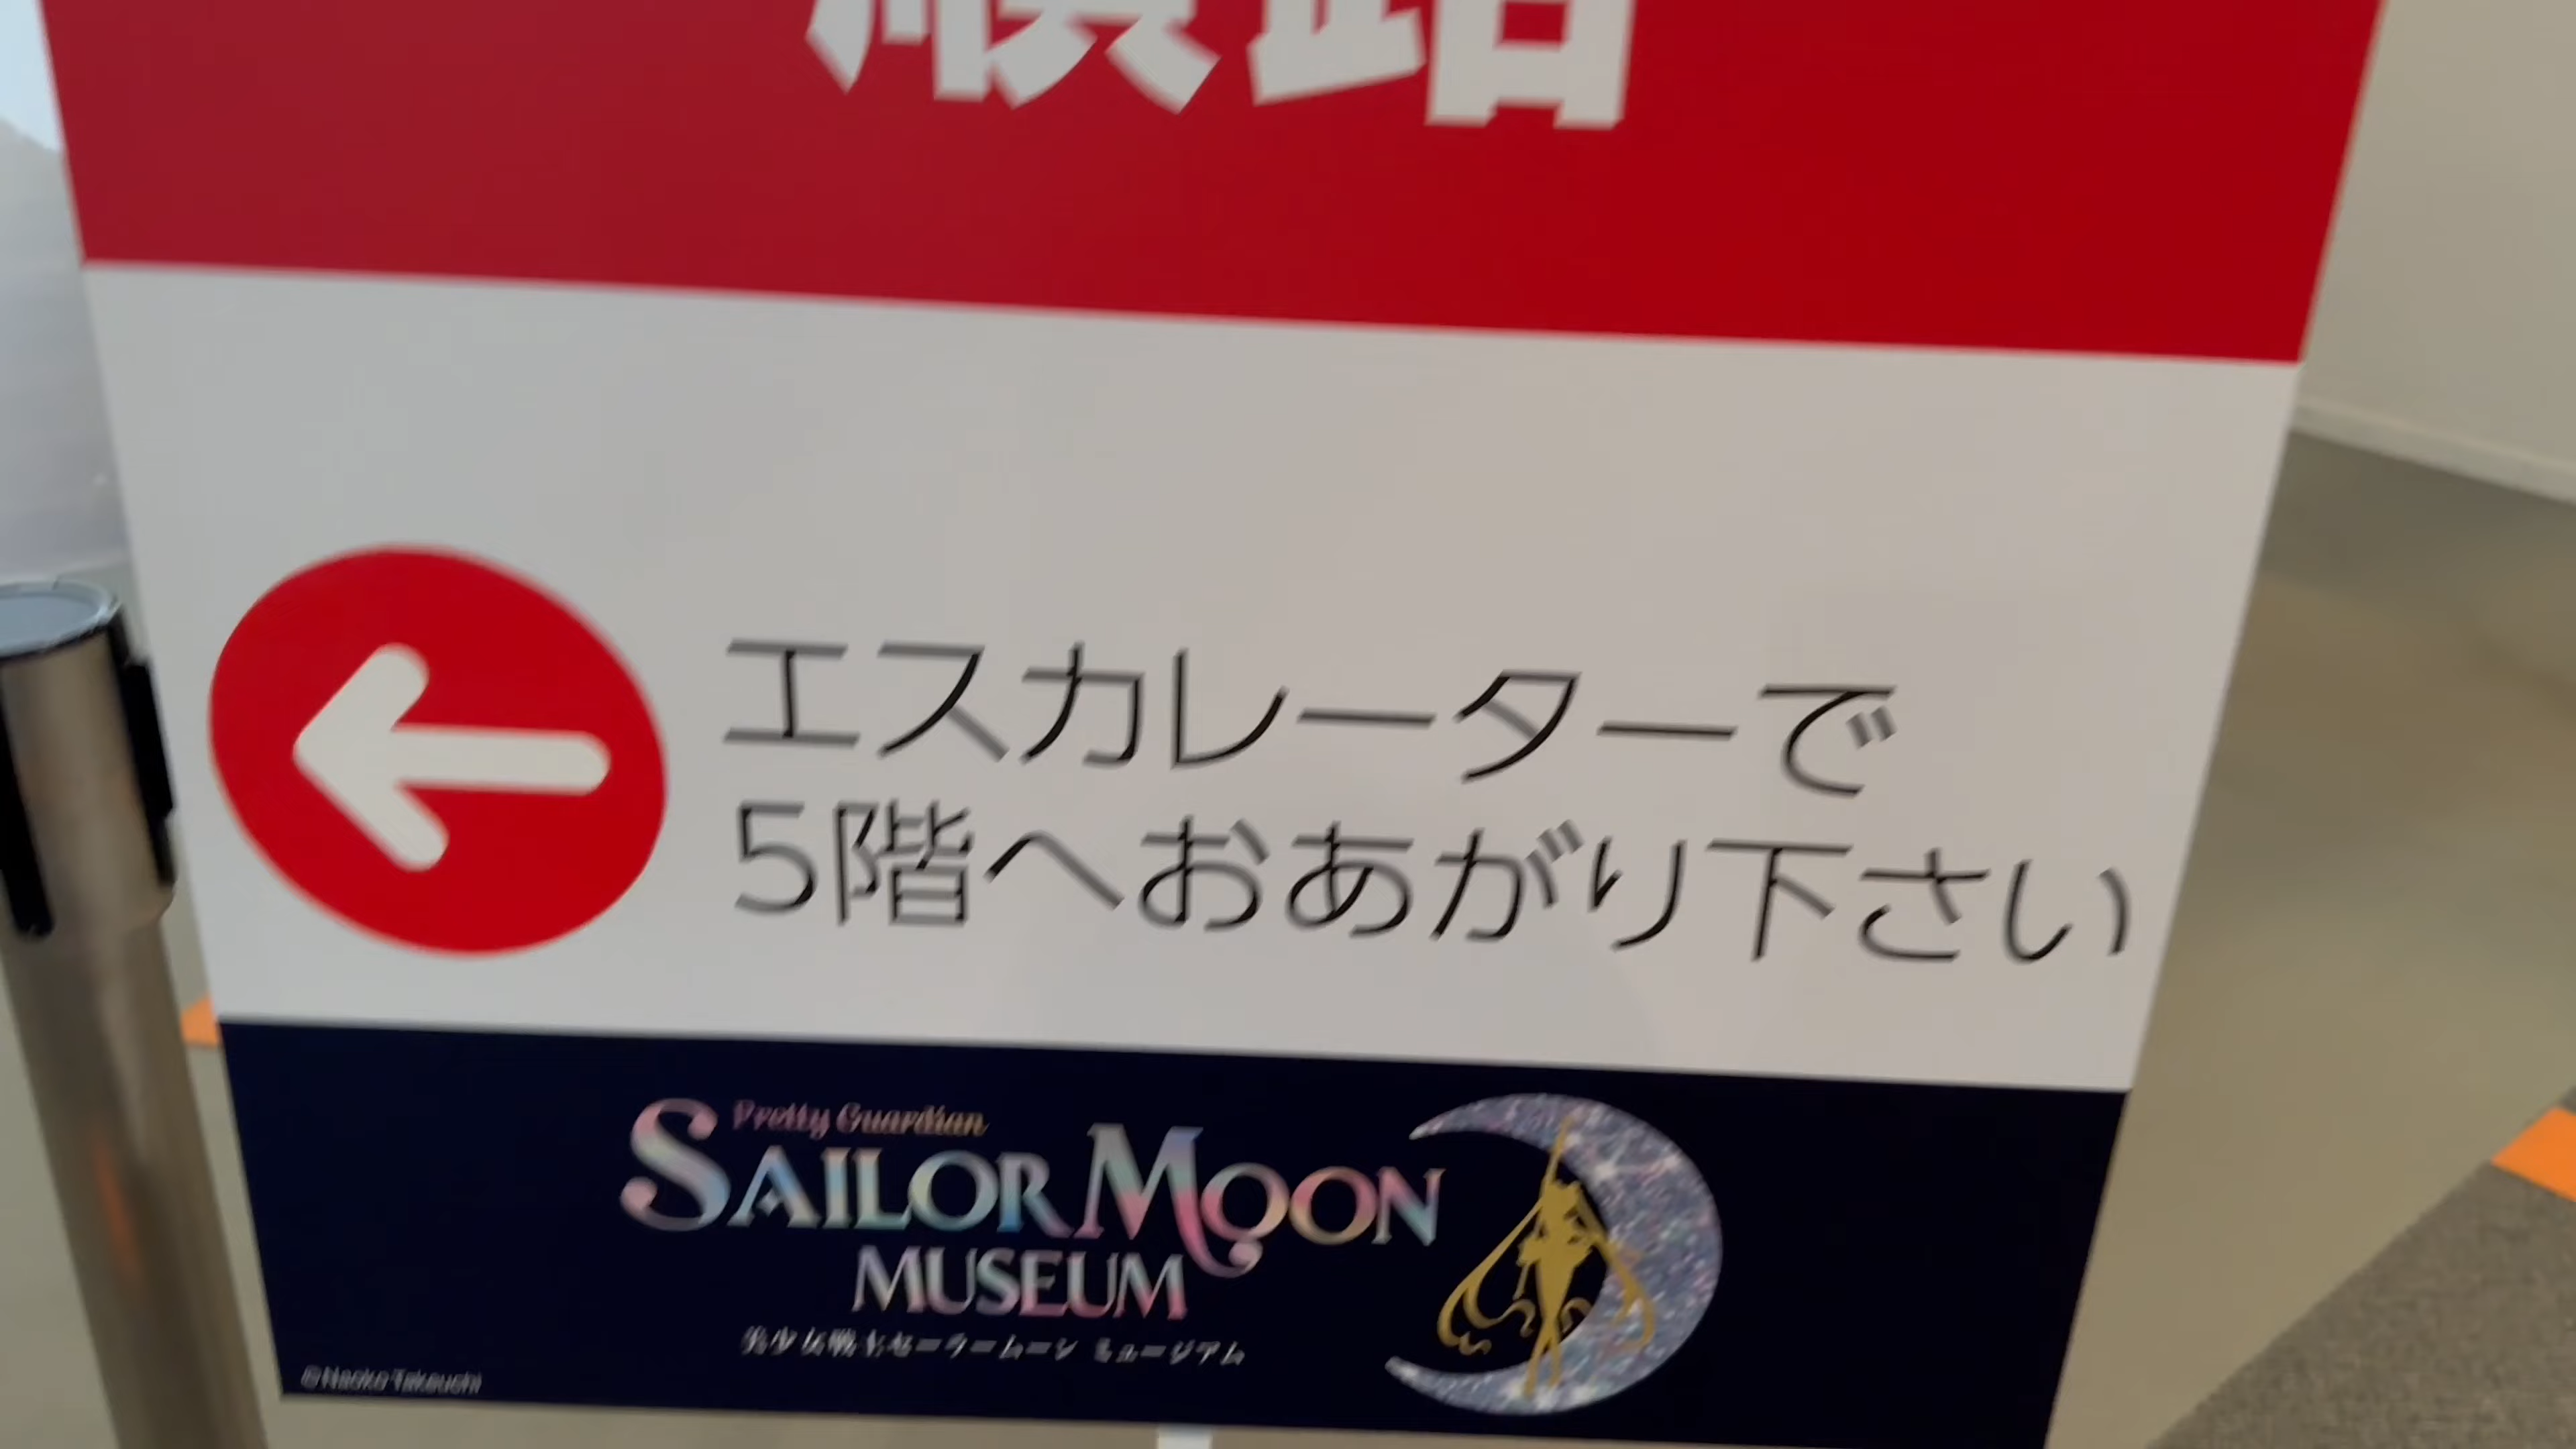 順路
エスカレーターで
5階へおあがり下さい
Pretty Guardian
SAILOR MOON
MUSEUM
美少女戦士セーラームーン ミュージアム
©Naoko Takeuchi